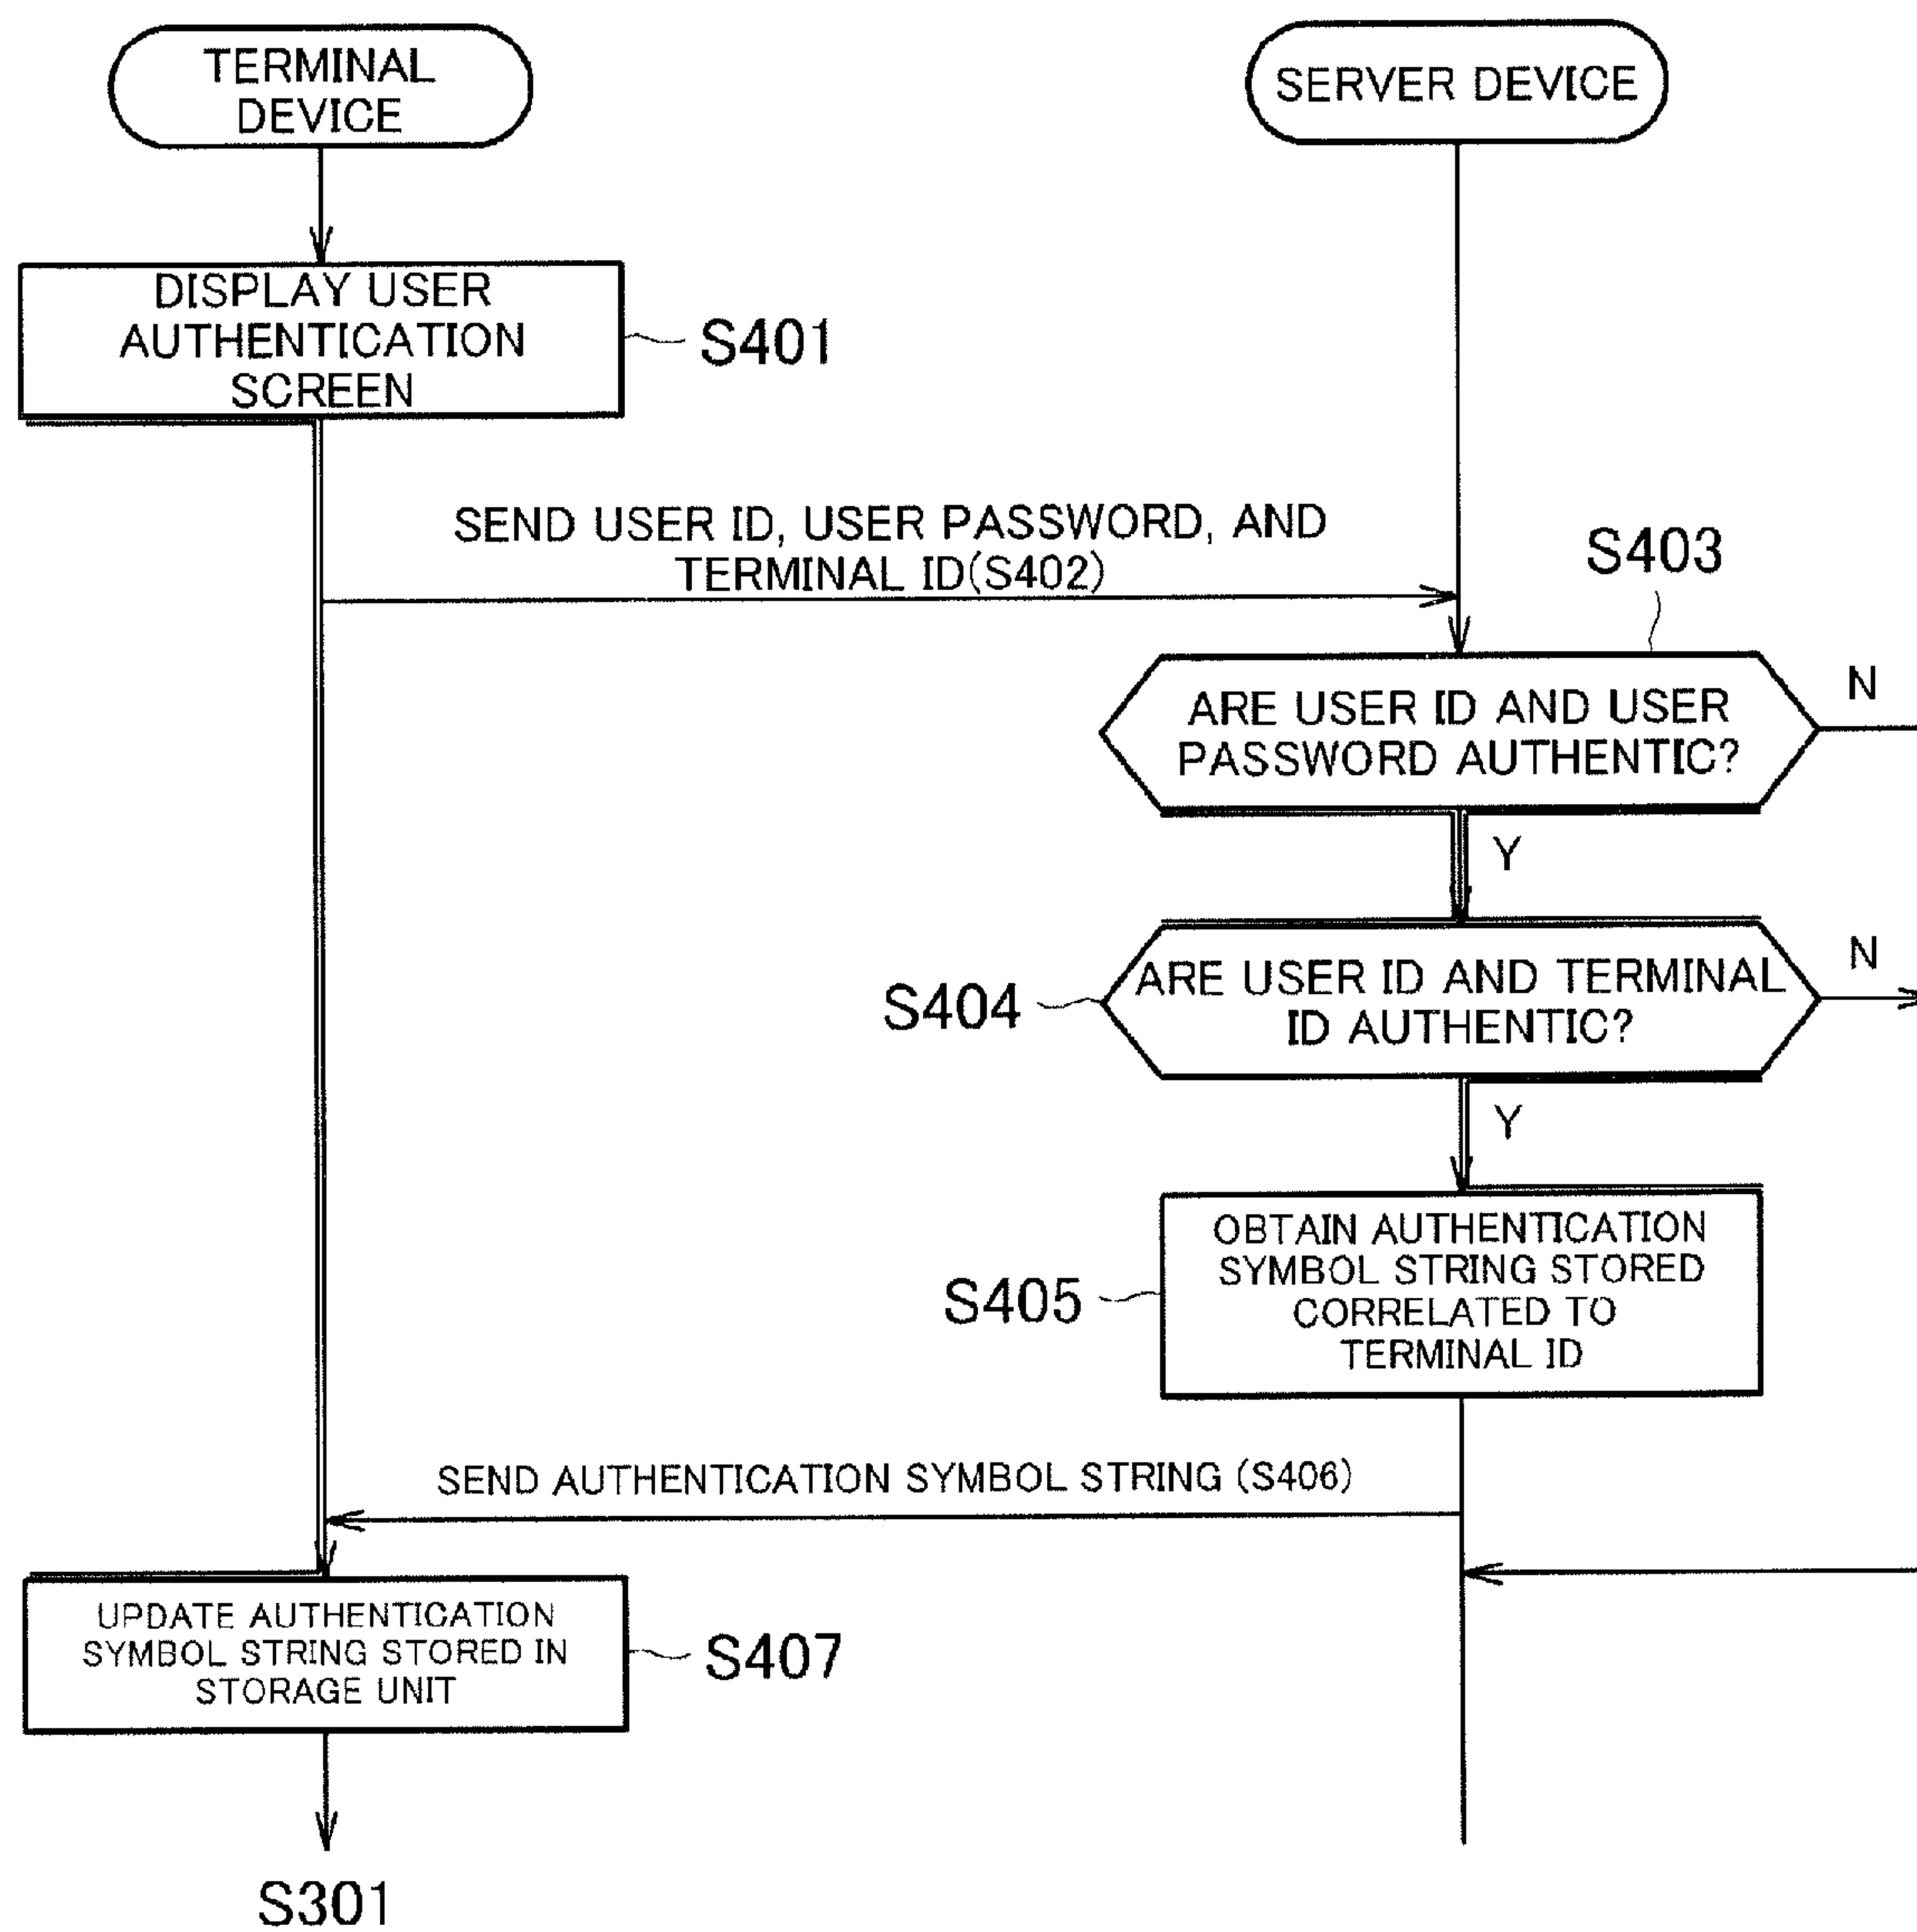 TERMINAL
DEVICE
SERVER DEVICE
DISPLAY USER
AUTHENTICATION
SCREEN
S401
SEND USER ID, USER PASSWORD, AND
TERMINAL ID(S402)
S403
ARE USER ID AND USER
PASSWORD AUTHENTIC?
N
Y
S404
ARE USER ID AND TERMINAL
ID AUTHENTIC?
N
Y
S405
OBTAIN AUTHENTICATION
SYMBOL STRING STORED
CORRELATED TO
TERMINAL ID
SEND AUTHENTICATION SYMBOL STRING (S406)
UPDATE AUTHENTICATION
SYMBOL STRING STORED IN
STORAGE UNIT
S407
S301